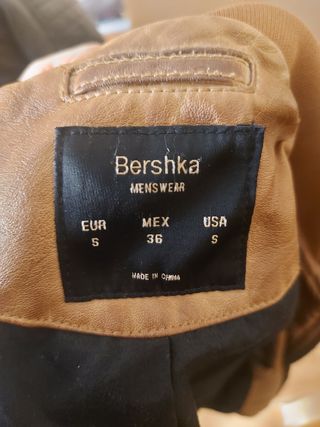 Bershka
MENSWEAR
EUR MEX USA
S 36 S
MADE IN CHINA